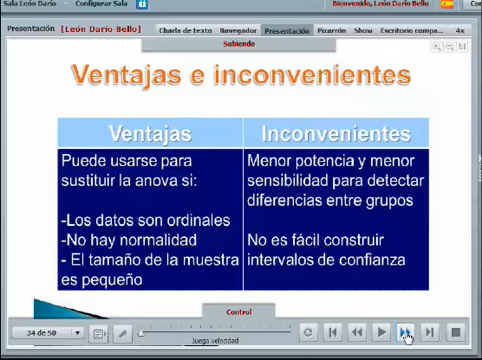 Sala León Darío Configurar Sala Bienvenido, León Darío Bello
Presentación [León Darío Bello] Charla de texto Navegador Presentación Pizarrón Show Escritorio compa... 4x
Subiendo
Ventajas e inconvenientes
Ventajas
Puede usarse para
sustituir la anova si:
-Los datos son ordinales
-No hay normalidad
- El tamaño de la muestra
es pequeño
Inconvenientes
Menor potencia y menor
sensibilidad para detectar
diferencias entre grupos
No es fácil construir
intervalos de confianza
Control
34 de 50
Juega velocidad